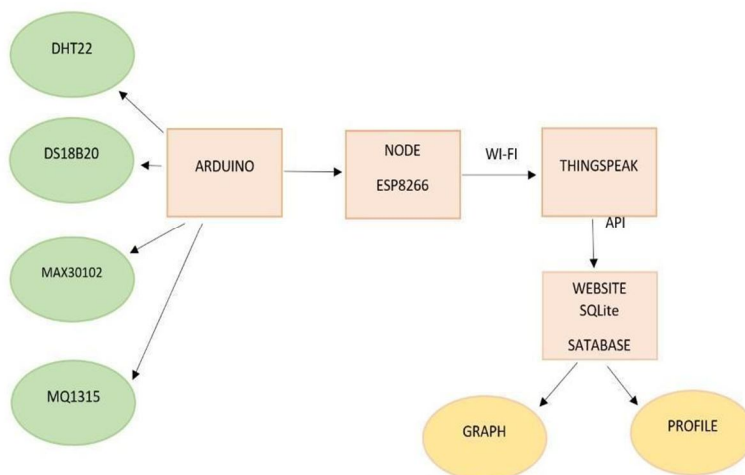 DHT22
DS18B20
MAX30102
MQ1315
ARDUINO
NODE
ESP8266
WI-FI
THINGSPEAK
API
WEBSITE
SQLite
SATABASE
GRAPH
PROFILE